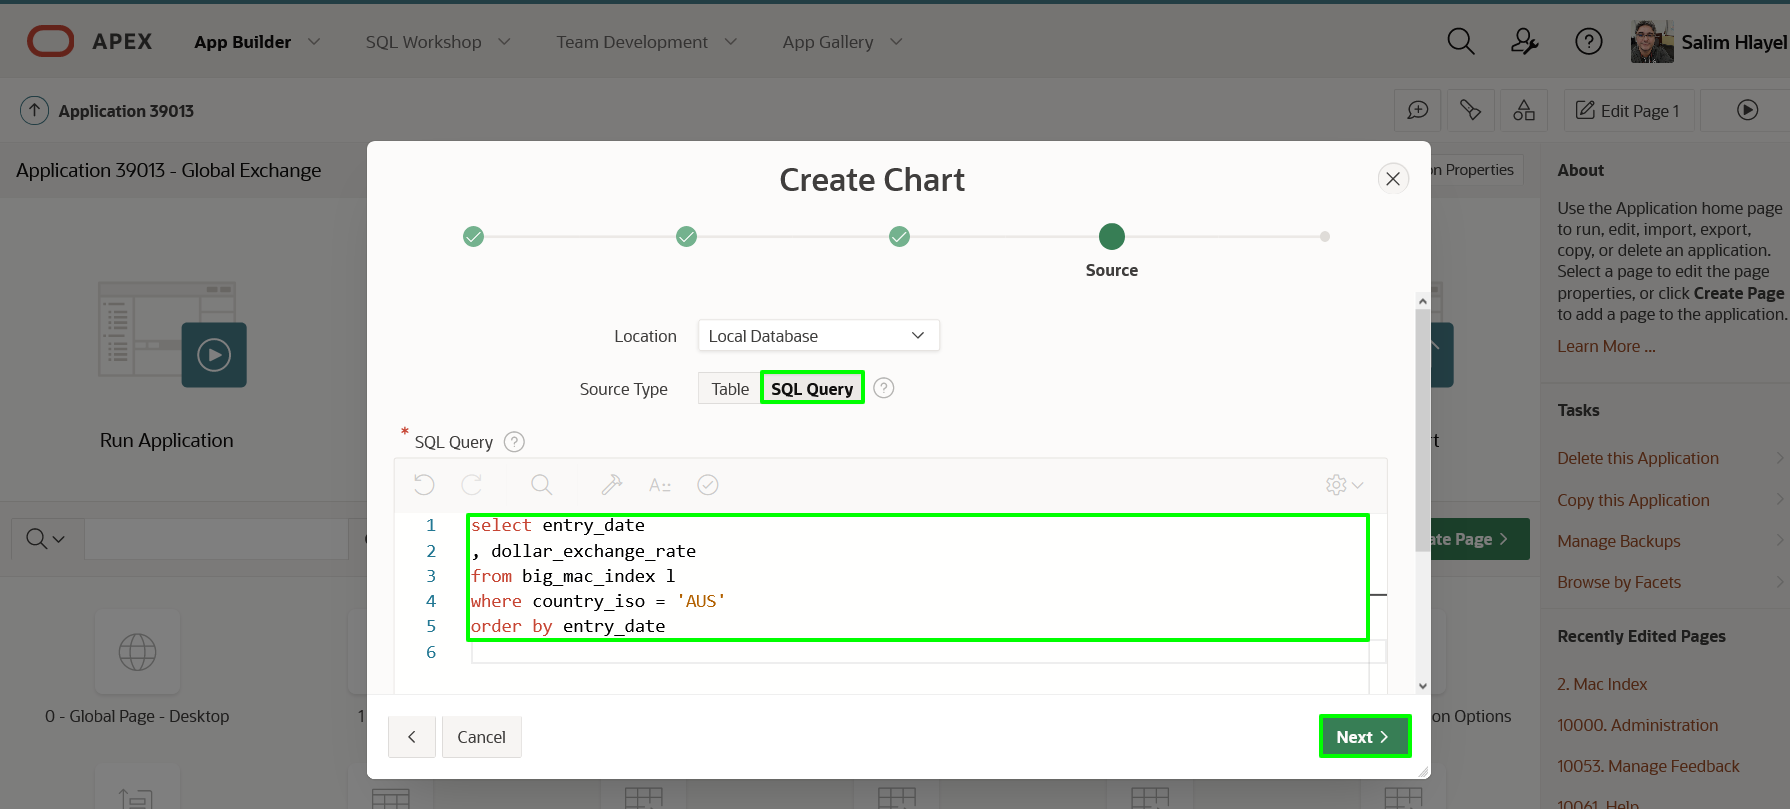 APEX
App Builder
SQL Workshop
Team Development
App Gallery
Salim Hlayel
Application 39013
Edit Page 1
Application 39013 - Global Exchange
on Properties
Create Chart
Source
Location
Local Database
Source Type
Table
SQL Query
* SQL Query
1 select entry_date
2 , dollar_exchange_rate
3 from big_mac_index l
4 where country_iso = 'AUS'
5 order by entry_date
6
Cancel
Next
Run Application
0 - Global Page - Desktop
1
rt
ate Page
on Options
About
Use the Application home page
to run, edit, import, export,
copy, or delete an application.
Select a page to edit the page
properties, or click Create Page
to add a page to the application.
Learn More ...
Tasks
Delete this Application
Copy this Application
Manage Backups
Browse by Facets
Recently Edited Pages
2. Mac Index
10000. Administration
10053. Manage Feedback
10061. Help